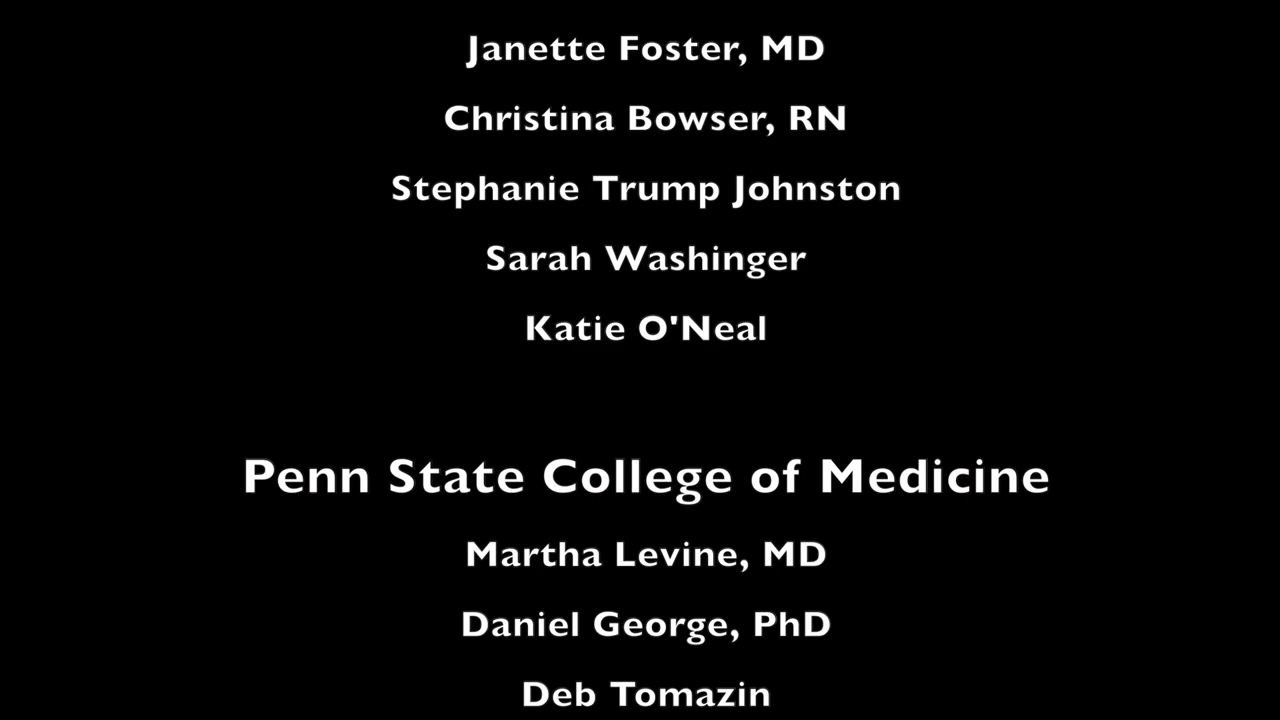 Janette Foster, MD
Christina Bowser, RN
Stephanie Trump Johnston
Sarah Washinger
Katie O'Neal
Penn State College of Medicine
Martha Levine, MD
Daniel George, PhD
Deb Tomazin